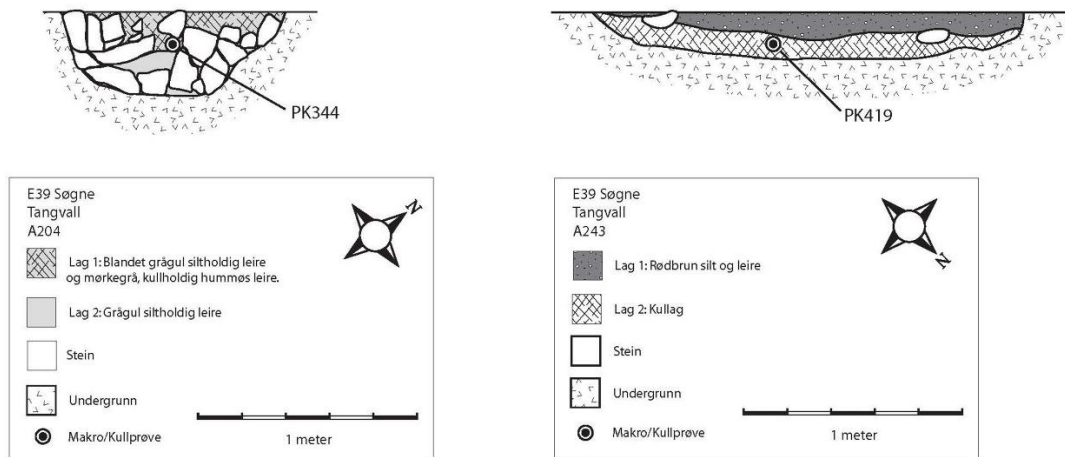 PK344
E39 Søgne
Tangvall
A204
N
Lag 1: Blandet grågul siltholdig leire
og mørkegrå, kullholdig hummøs leire.
Lag 2: Grågul siltholdig leire
Stein
Undergrunn
Makro/Kullprøve
1 meter
PK419
E39 Søgne
Tangvall
A243
N
Lag 1: Rødbrun silt og leire
Lag 2: Kullag
Stein
Undergrunn
Makro/Kullprøve
1 meter